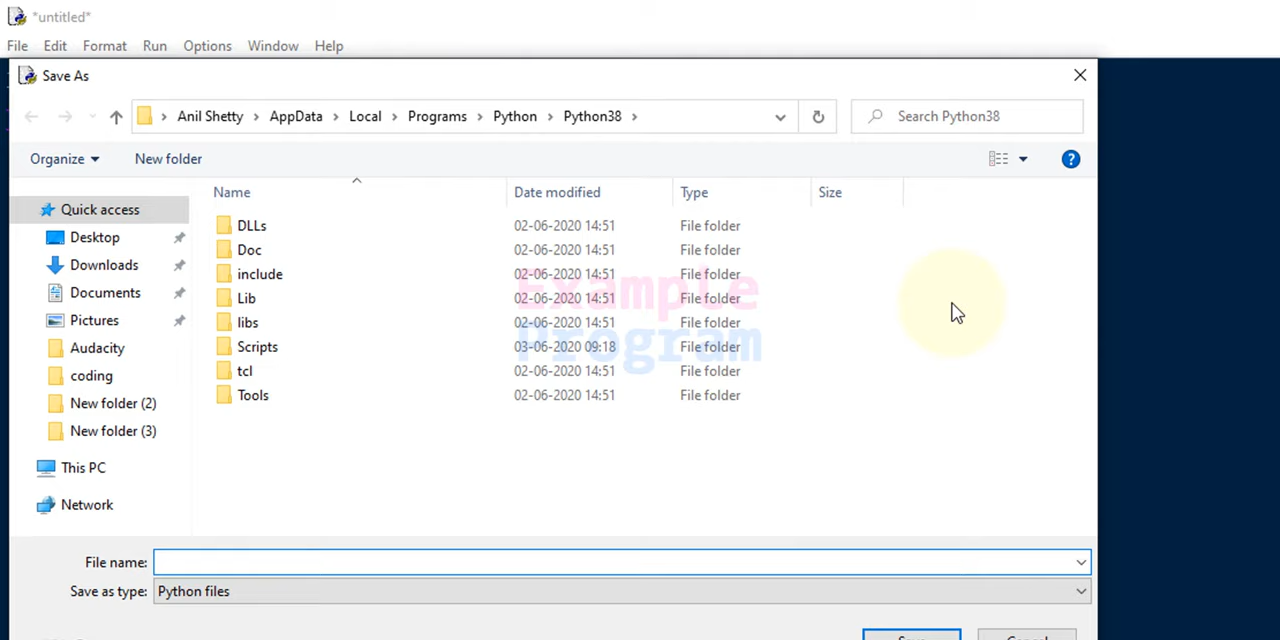 *untitled*
File Edit Format Run Options Window Help
Save As
Anil Shetty > AppData > Local > Programs > Python > Python38 >
Search Python38
Organize New folder
?
Name Date modified Type Size
Quick access
Desktop
Downloads
Documents
Pictures
Audacity
coding
New folder (2)
New folder (3)
This PC
Network
DLLs 02-06-2020 14:51 File folder
Doc 02-06-2020 14:51 File folder
include 02-06-2020 14:51 File folder
Lib 02-06-2020 14:51 File folder
libs 02-06-2020 14:51 File folder
Scripts 03-06-2020 09:18 File folder
tcl 02-06-2020 14:51 File folder
Tools 02-06-2020 14:51 File folder
Example
Program
File name:
Save as type: Python files
Save Cancel